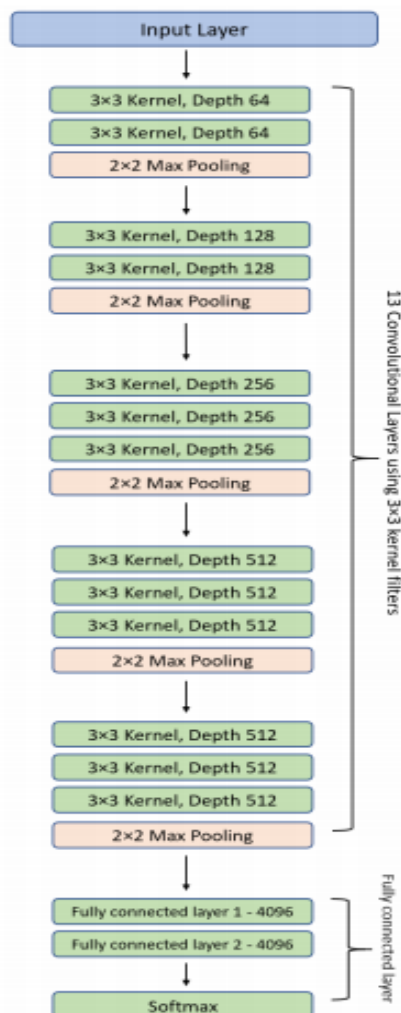 Input Layer
3×3 Kernel, Depth 64
3×3 Kernel, Depth 64
2×2 Max Pooling
3×3 Kernel, Depth 128
3×3 Kernel, Depth 128
2×2 Max Pooling
3×3 Kernel, Depth 256
3×3 Kernel, Depth 256
3×3 Kernel, Depth 256
2×2 Max Pooling
3×3 Kernel, Depth 512
3×3 Kernel, Depth 512
3×3 Kernel, Depth 512
2×2 Max Pooling
3×3 Kernel, Depth 512
3×3 Kernel, Depth 512
3×3 Kernel, Depth 512
2×2 Max Pooling
13 Convolutional Layers using 3×3 kernel filters
Fully connected layer 1 - 4096
Fully connected layer 2 - 4096
Softmax
Fully connected layer